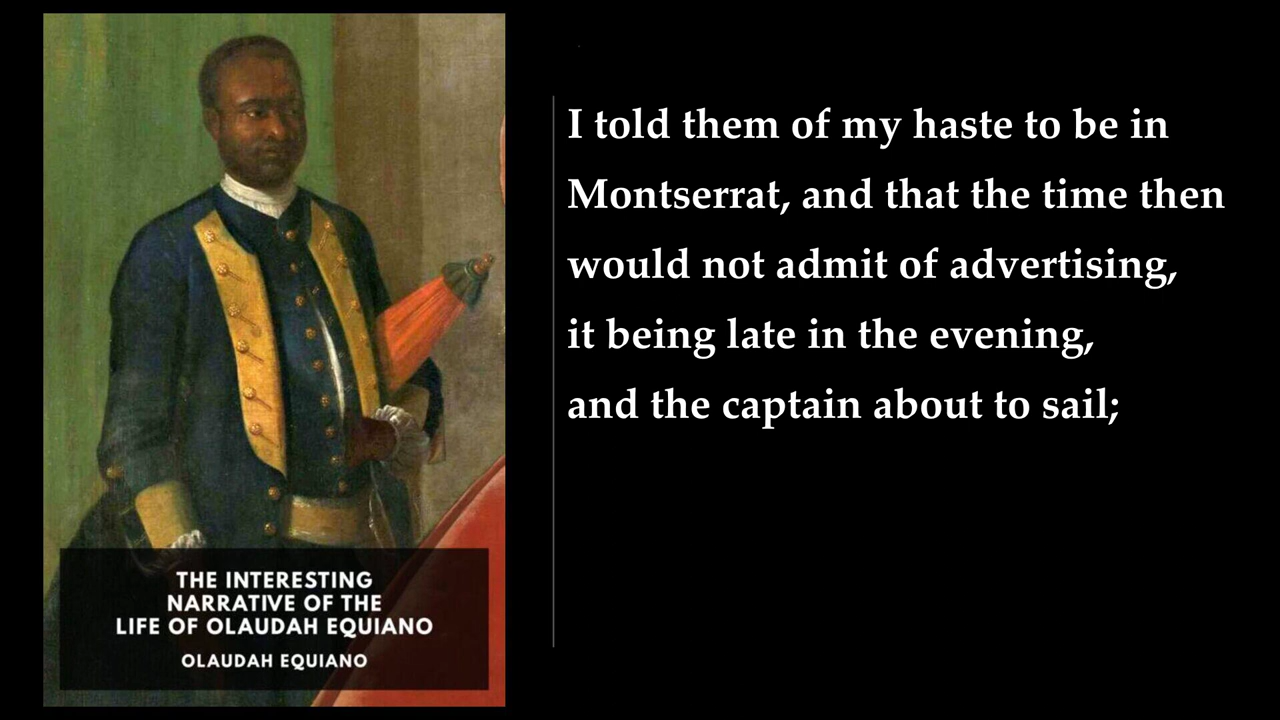 I told them of my haste to be in
Montserrat, and that the time then
would not admit of advertising,
it being late in the evening,
and the captain about to sail;
THE INTERESTING
NARRATIVE OF THE
LIFE OF OLAUDAH EQUIANO
OLAUDAH EQUIANO